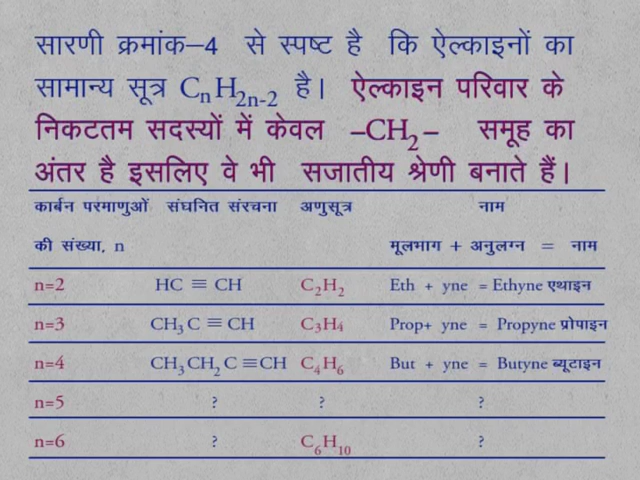 सारणी क्रमांक–4 से स्पष्ट है कि ऐल्काइनों का
सामान्य सूत्र CₙH₂ₙ₋₂ है। ऐल्काइन परिवार के
निकटतम सदस्यों में केवल –CH₂– समूह का
अंतर है इसलिए वे भी सजातीय श्रेणी बनाते हैं।
कार्बन परमाणुओं संघनित संरचना अणुसूत्र नाम
की संख्या, n मूलभाग + अनुलग्न = नाम
n=2 HC ≡ CH C₂H₂ Eth + yne = Ethyne एथाइन
n=3 CH₃ C ≡ CH C₃H₄ Prop+ yne = Propyne प्रोपाइन
n=4 CH₃ CH₂ C ≡CH C₄H₆ But + yne = Butyne ब्यूटाइन
n=5 ? ? ?
n=6 ? C₆H₁₀ ?